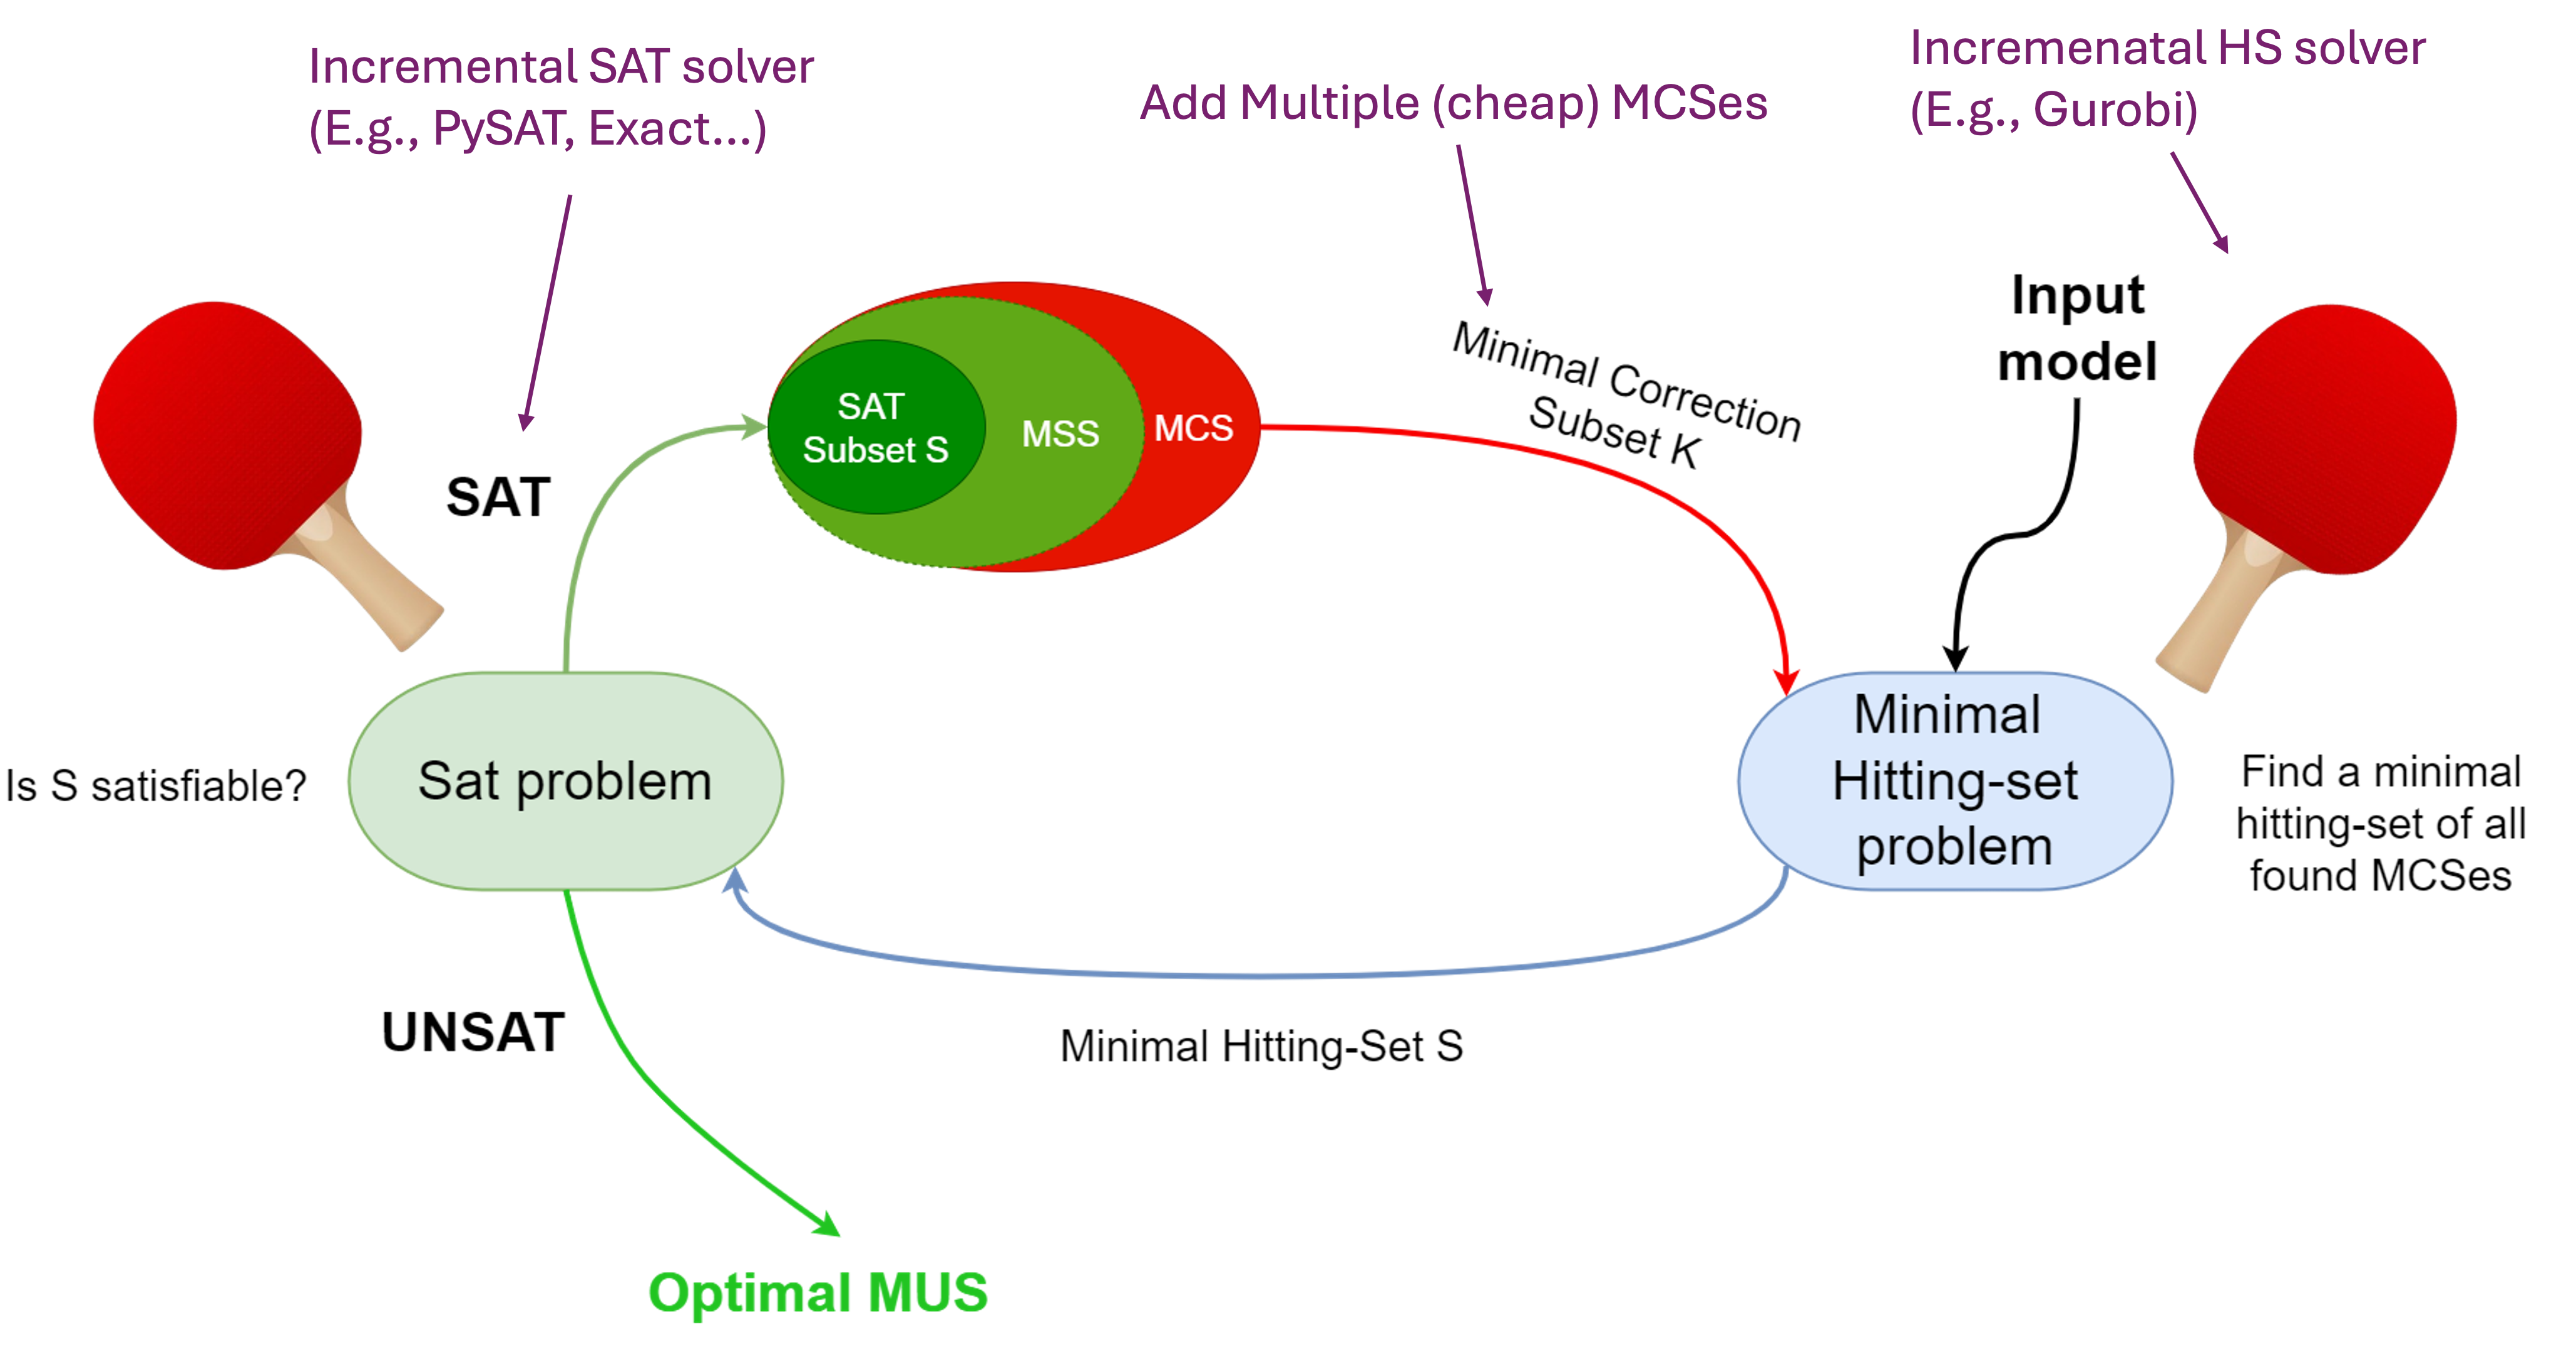 Incremental SAT solver
(E.g., PySAT, Exact...)
Add Multiple (cheap) MCSes
Incremenatal HS solver
(E.g., Gurobi)
Input
model
Minimal Correction
Subset K
SAT
SAT
Subset S
MSS
MCS
Is S satisfiable?
Sat problem
Minimal
Hitting-set
problem
Find a minimal
hitting-set of all
found MCSes
UNSAT
Minimal Hitting-Set S
Optimal MUS